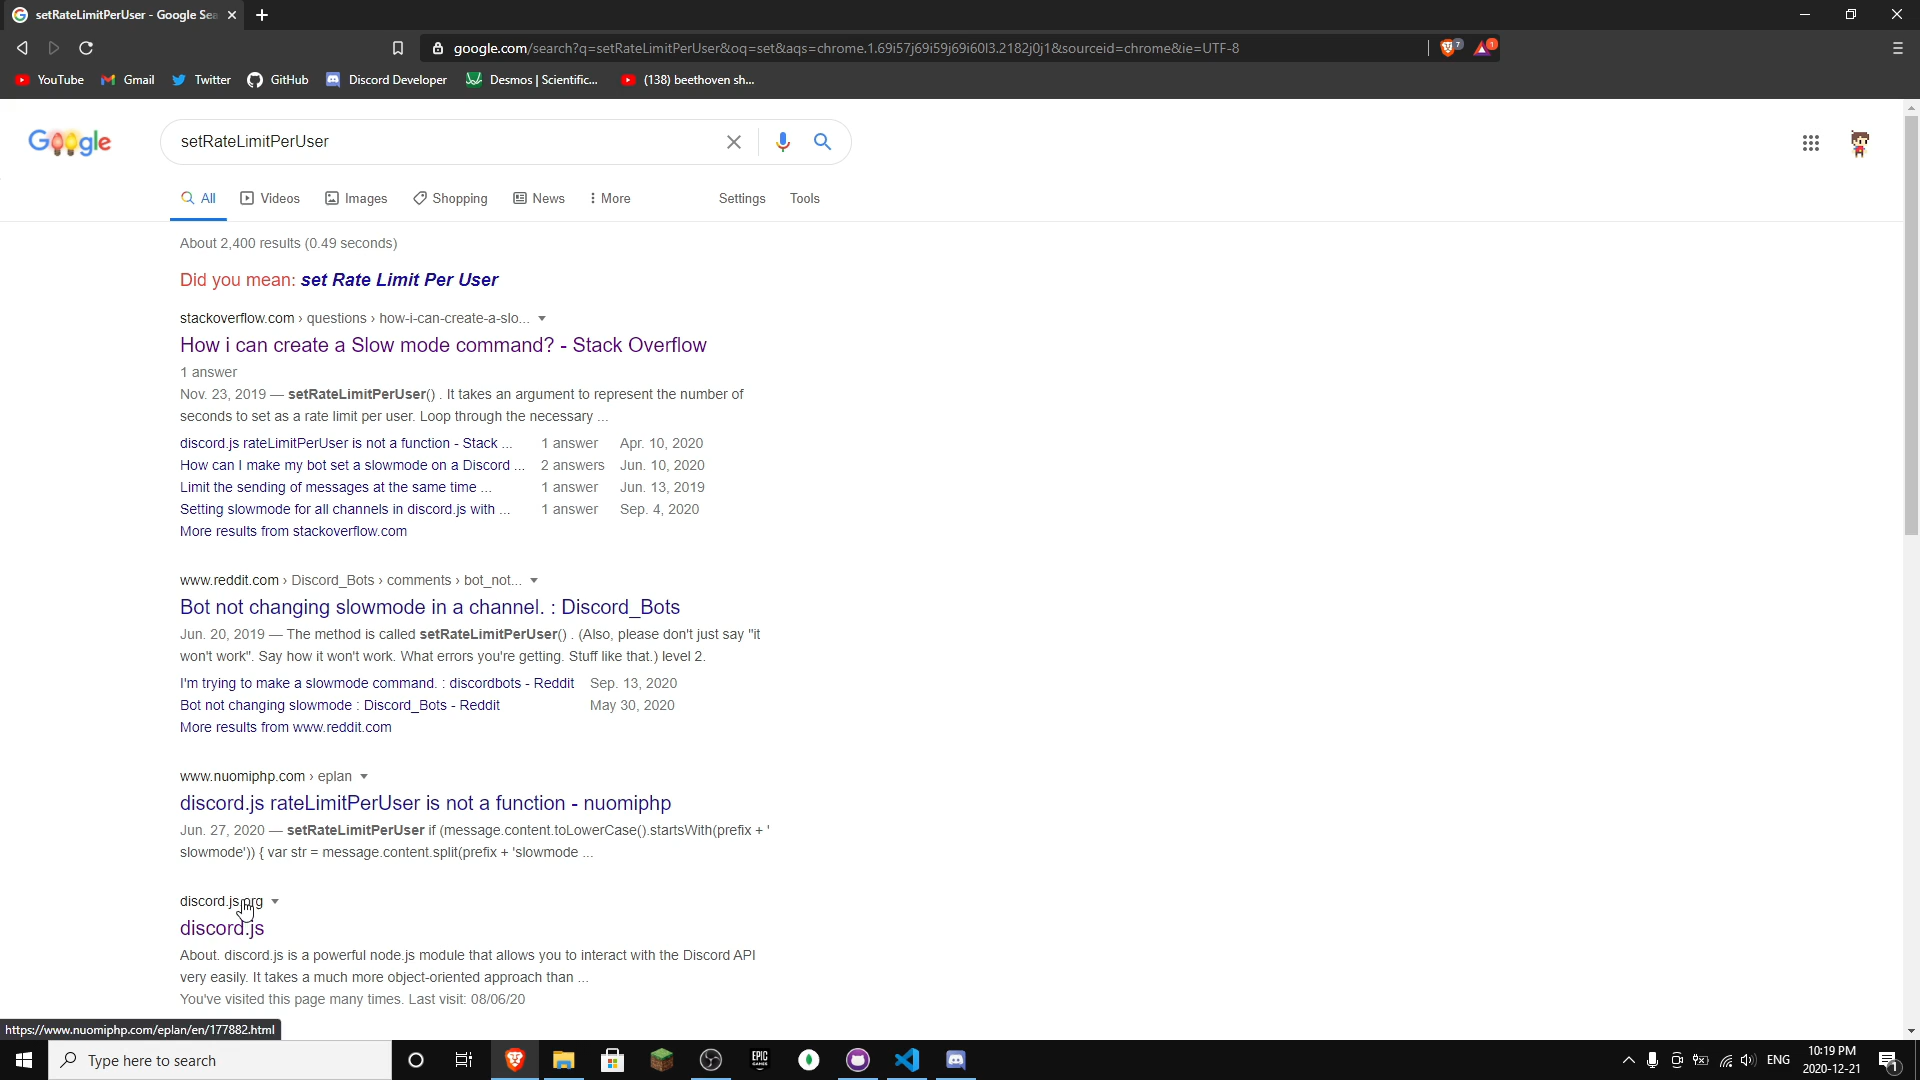 setRateLimitPerUser - Google Sea
google.com/search?q=setRateLimitPerUser&oq=set&aqs=chrome.1.69i57j69i59j69i60l3.2182j0j1&sourceid=chrome&ie=UTF-8
7
1
YouTube Gmail Twitter GitHub Discord Developer Desmos | Scientific... (138) beethoven sh...
Google
setRateLimitPerUser
All Videos Images Shopping News More Settings Tools
About 2,400 results (0.49 seconds)
Did you mean: set Rate Limit Per User
stackoverflow.com › questions › how-i-can-create-a-slo...
How i can create a Slow mode command? - Stack Overflow
1 answer
Nov. 23, 2019 — setRateLimitPerUser() . It takes an argument to represent the number of
seconds to set as a rate limit per user. Loop through the necessary ...
discord.js rateLimitPerUser is not a function - Stack ... 1 answer Apr. 10, 2020
How can I make my bot set a slowmode on a Discord ... 2 answers Jun. 10, 2020
Limit the sending of messages at the same time ... 1 answer Jun. 13, 2019
Setting slowmode for all channels in discord.js with ... 1 answer Sep. 4, 2020
More results from stackoverflow.com
www.reddit.com › Discord_Bots › comments › bot_not...
Bot not changing slowmode in a channel. : Discord_Bots
Jun. 20, 2019 — The method is called setRateLimitPerUser() . (Also, please don't just say "it
won't work". Say how it won't work. What errors you're getting. Stuff like that.) level 2.
I'm trying to make a slowmode command. : discordbots - Reddit Sep. 13, 2020
Bot not changing slowmode : Discord_Bots - Reddit May 30, 2020
More results from www.reddit.com
www.nuomiphp.com › eplan
discord.js rateLimitPerUser is not a function - nuomiphp
Jun. 27, 2020 — setRateLimitPerUser if (message.content.toLowerCase().startsWith(prefix + '
slowmode')) { var str = message.content.split(prefix + 'slowmode ...
discord.js.org
discord.js
About. discord.js is a powerful node.js module that allows you to interact with the Discord API
very easily. It takes a much more object-oriented approach than ...
You've visited this page many times. Last visit: 08/06/20
https://www.nuomiphp.com/eplan/en/177882.html
Type here to search
EPIC
GAMES
ENG
10:19 PM
2020-12-21
1